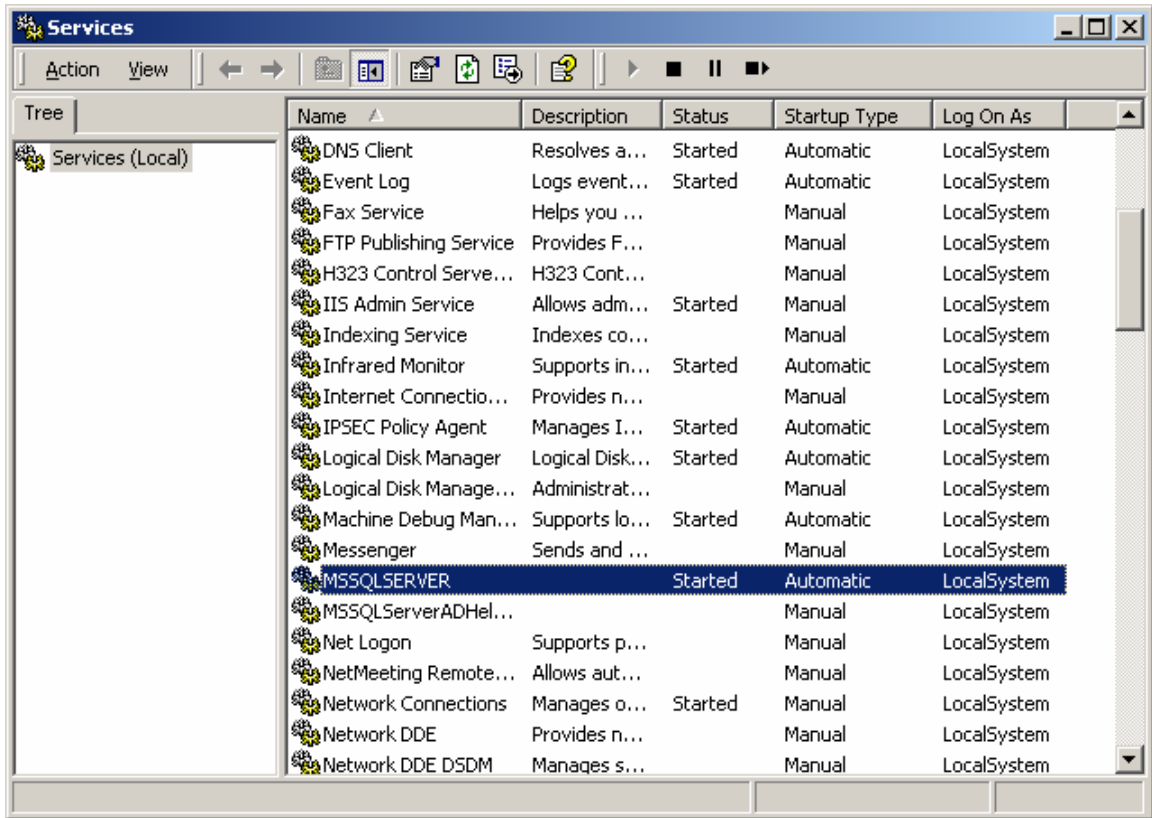 Services
Action View
Tree
Services (Local)
Name Description Status Startup Type Log On As
DNS Client Resolves a... Started Automatic LocalSystem
Event Log Logs event... Started Automatic LocalSystem
Fax Service Helps you ... Manual LocalSystem
FTP Publishing Service Provides F... Manual LocalSystem
H323 Control Serve... H323 Cont... Manual LocalSystem
IIS Admin Service Allows adm... Started Manual LocalSystem
Indexing Service Indexes co... Manual LocalSystem
Infrared Monitor Supports in... Started Automatic LocalSystem
Internet Connectio... Provides n... Manual LocalSystem
IPSEC Policy Agent Manages I... Started Automatic LocalSystem
Logical Disk Manager Logical Disk... Started Automatic LocalSystem
Logical Disk Manage... Administrat... Manual LocalSystem
Machine Debug Man... Supports lo... Started Automatic LocalSystem
Messenger Sends and ... Manual LocalSystem
MSSQLSERVER Started Automatic LocalSystem
MSSQLServerADHel... Manual LocalSystem
Net Logon Supports p... Manual LocalSystem
NetMeeting Remote... Allows aut... Manual LocalSystem
Network Connections Manages o... Started Manual LocalSystem
Network DDE Provides n... Manual LocalSystem
Network DDE DSDM Manages s... Manual LocalSystem